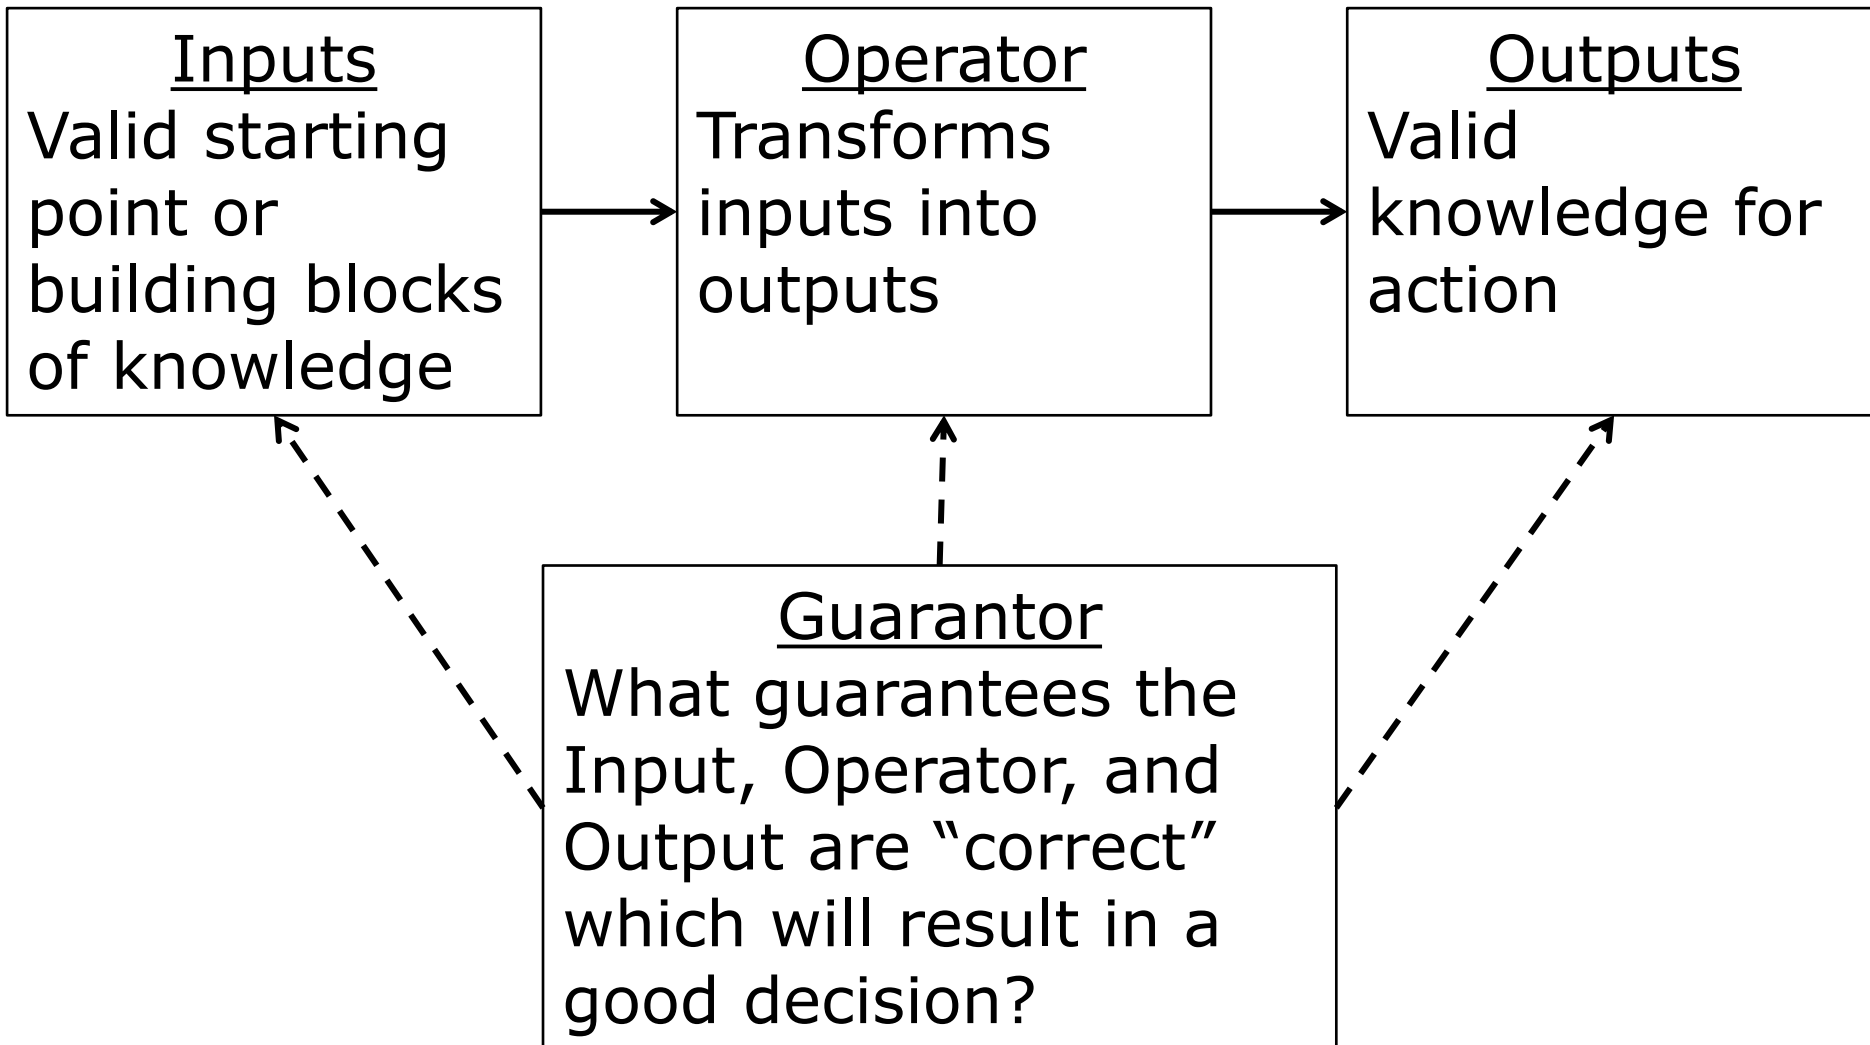 Inputs
Valid starting
point or
building blocks
of knowledge
Operator
Transforms
inputs into
outputs
Outputs
Valid
knowledge for
action
Guarantor
What guarantees the
Input, Operator, and
Output are “correct”
which will result in a
good decision?